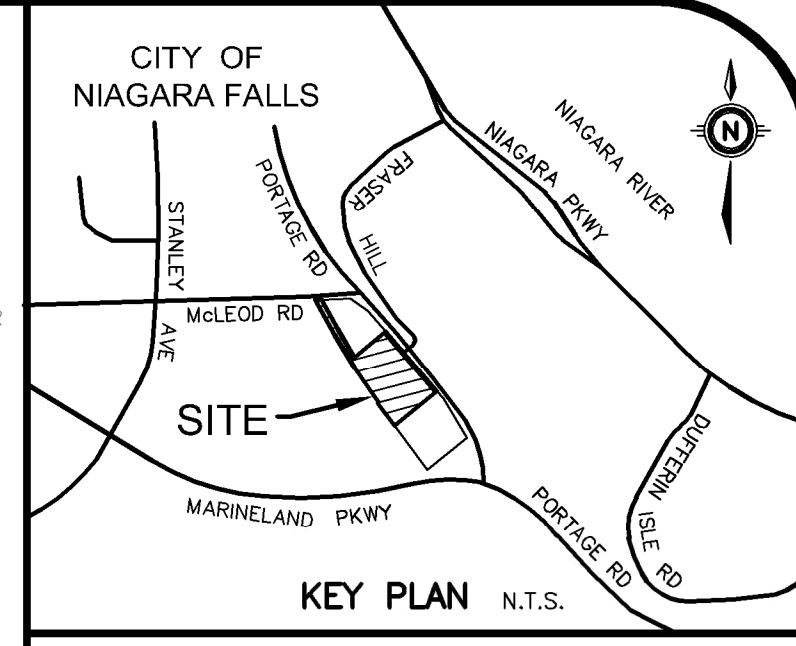 CITY OF
NIAGARA FALLS
N
NIAGARA RIVER
NIAGARA PKWY
FRASER
HILL
PORTAGE RD
STANLEY
AVE
McLEOD RD
SITE
MARINELAND PKWY
DUFFERIN
ISLE RD
PORTAGE RD
KEY PLAN N.T.S.